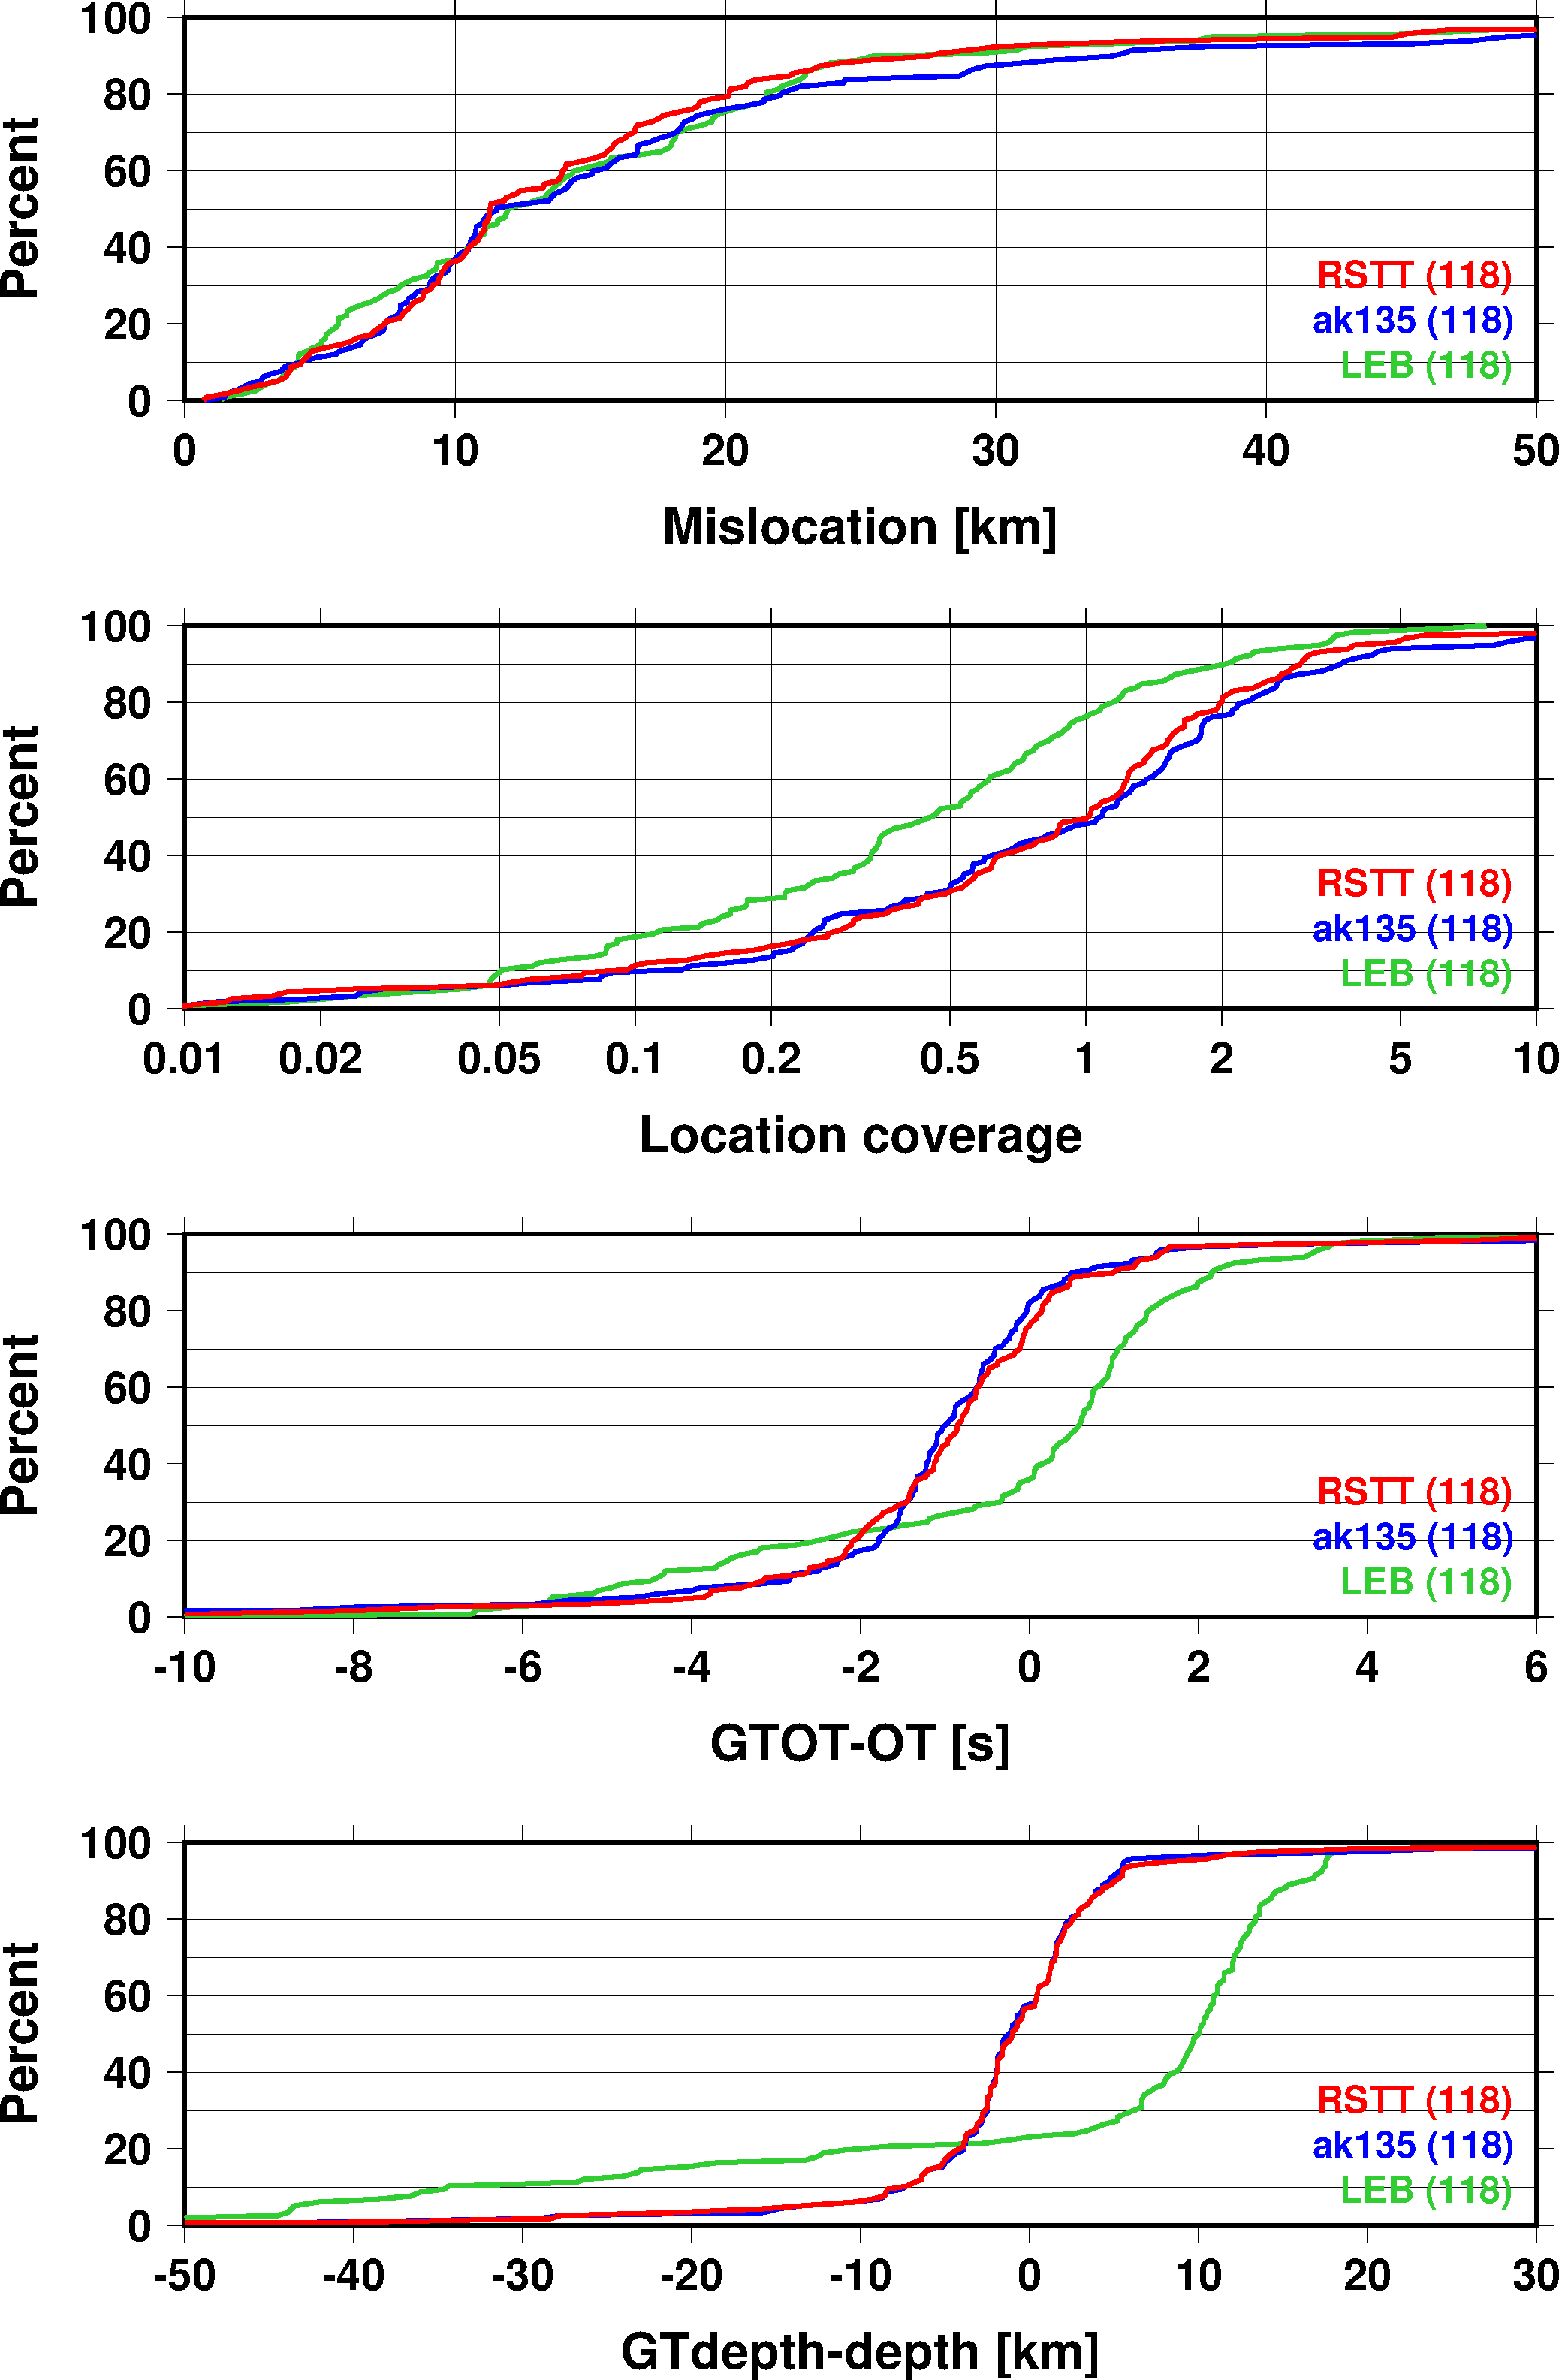 100
80
60
40
20
0
Percent
RSTT (118)
ak135 (118)
LEB (118)
0 10 20 30 40 50
Mislocation [km]
100
80
60
40
20
0
Percent
RSTT (118)
ak135 (118)
LEB (118)
0.01 0.02 0.05 0.1 0.2 0.5 1 2 5 10
Location coverage
100
80
60
40
20
0
Percent
RSTT (118)
ak135 (118)
LEB (118)
-10 -8 -6 -4 -2 0 2 4 6
GTOT-OT [s]
100
80
60
40
20
0
Percent
RSTT (118)
ak135 (118)
LEB (118)
-50 -40 -30 -20 -10 0 10 20 30
GTdepth-depth [km]